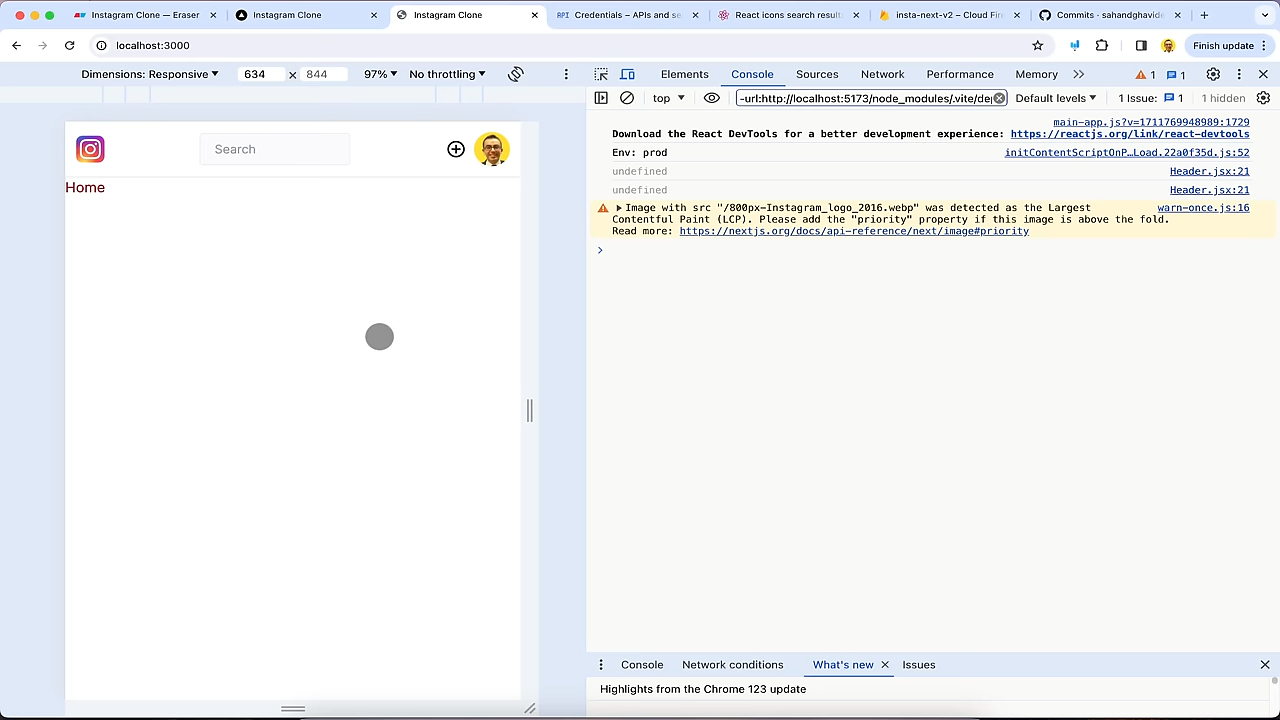 Instagram Clone — Eraser
Instagram Clone
Instagram Clone
RPI Credentials – APIs and se
React icons search result
insta-next-v2 – Cloud Fire
Commits · sahandghavid
localhost:3000
Finish update
Dimensions: Responsive 634 × 844 97% No throttling
Elements Console Sources Network Performance Memory 1 1
top -url:http://localhost:5173/node_modules/.vite/dep Default levels 1 Issue: 1 1 hidden
main-app.js?v=1711769948989:1729
Download the React DevTools for a better development experience: https://reactjs.org/link/react-devtools
Env: prod initContentScriptOnP…Load.22a0f35d.js:52
undefined Header.jsx:21
undefined Header.jsx:21
Image with src "/800px-Instagram_logo_2016.webp" was detected as the Largest warn-once.js:16
Contentful Paint (LCP). Please add the "priority" property if this image is above the fold.
Read more: https://nextjs.org/docs/api-reference/next/image#priority
Search
Home
Console Network conditions What's new Issues
Highlights from the Chrome 123 update